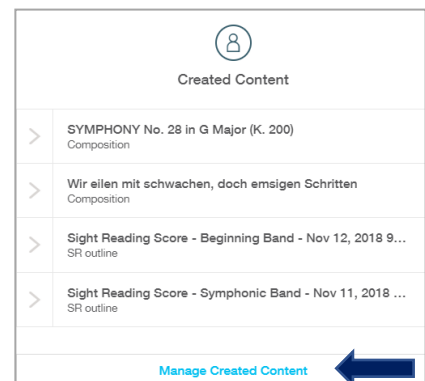 Created Content
SYMPHONY No. 28 in G Major (K. 200)
Composition
Wir eilen mit schwachen, doch emsigen Schritten
Composition
Sight Reading Score - Beginning Band - Nov 12, 2018 9...
SR outline
Sight Reading Score - Symphonic Band - Nov 11, 2018 ...
SR outline
Manage Created Content